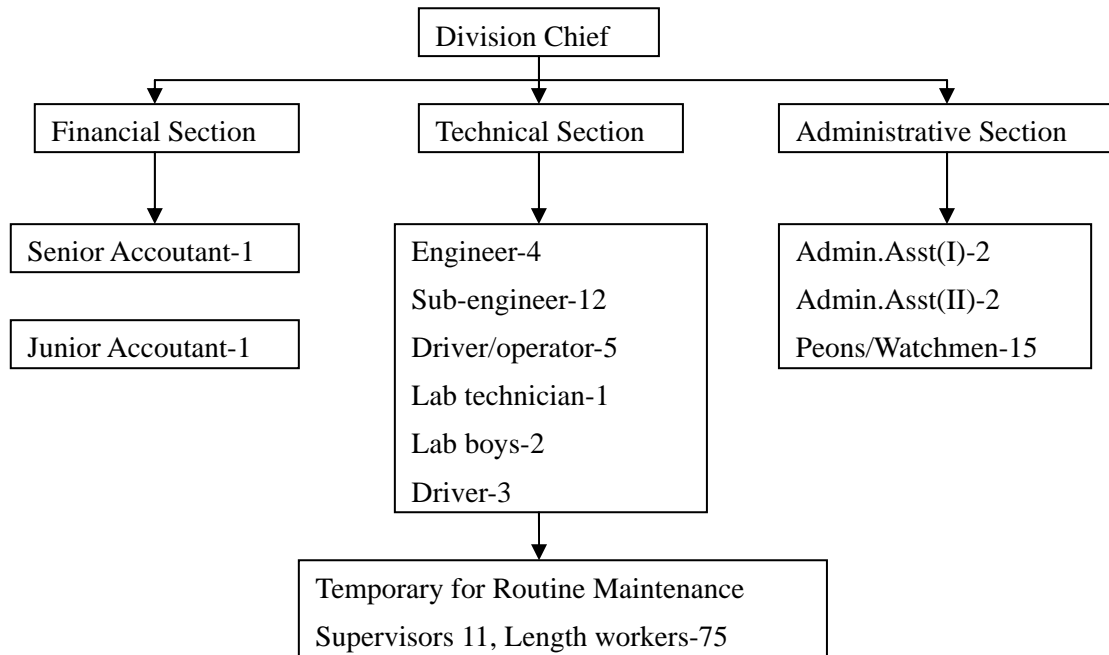 Division Chief
Financial Section
Technical Section
Administrative Section
Senior Accoutant-1
Junior Accoutant-1
Engineer-4
Sub-engineer-12
Driver/operator-5
Lab technician-1
Lab boys-2
Driver-3
Admin.Asst(I)-2
Admin.Asst(II)-2
Peons/Watchmen-15
Temporary for Routine Maintenance
Supervisors 11, Length workers-75